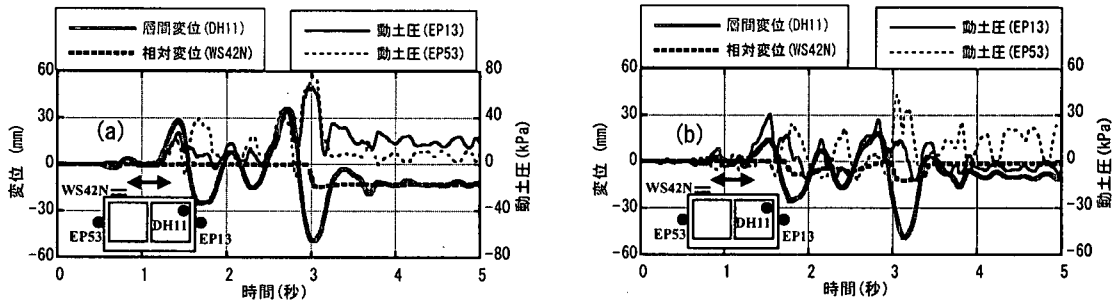 層間変位(DH11)
相対変位(WS42N)
動土圧(EP13)
動土圧(EP53)
変位 (mm)
60
30
0
-30
-60
(a)
WS42N
EP53
DH11
EP13
80
40
0
-40
-80
動土圧(kPa)
0 1 2 3 4 5
時間(秒)
層間変位(DH11)
相対変位(WS42N)
動土圧(EP13)
動土圧(EP53)
変位 (mm)
60
30
0
-30
-60
(b)
WS42N
EP53
DH11
EP13
60
30
0
-30
-60
動土圧(kPa)
0 1 2 3 4 5
時間(秒)